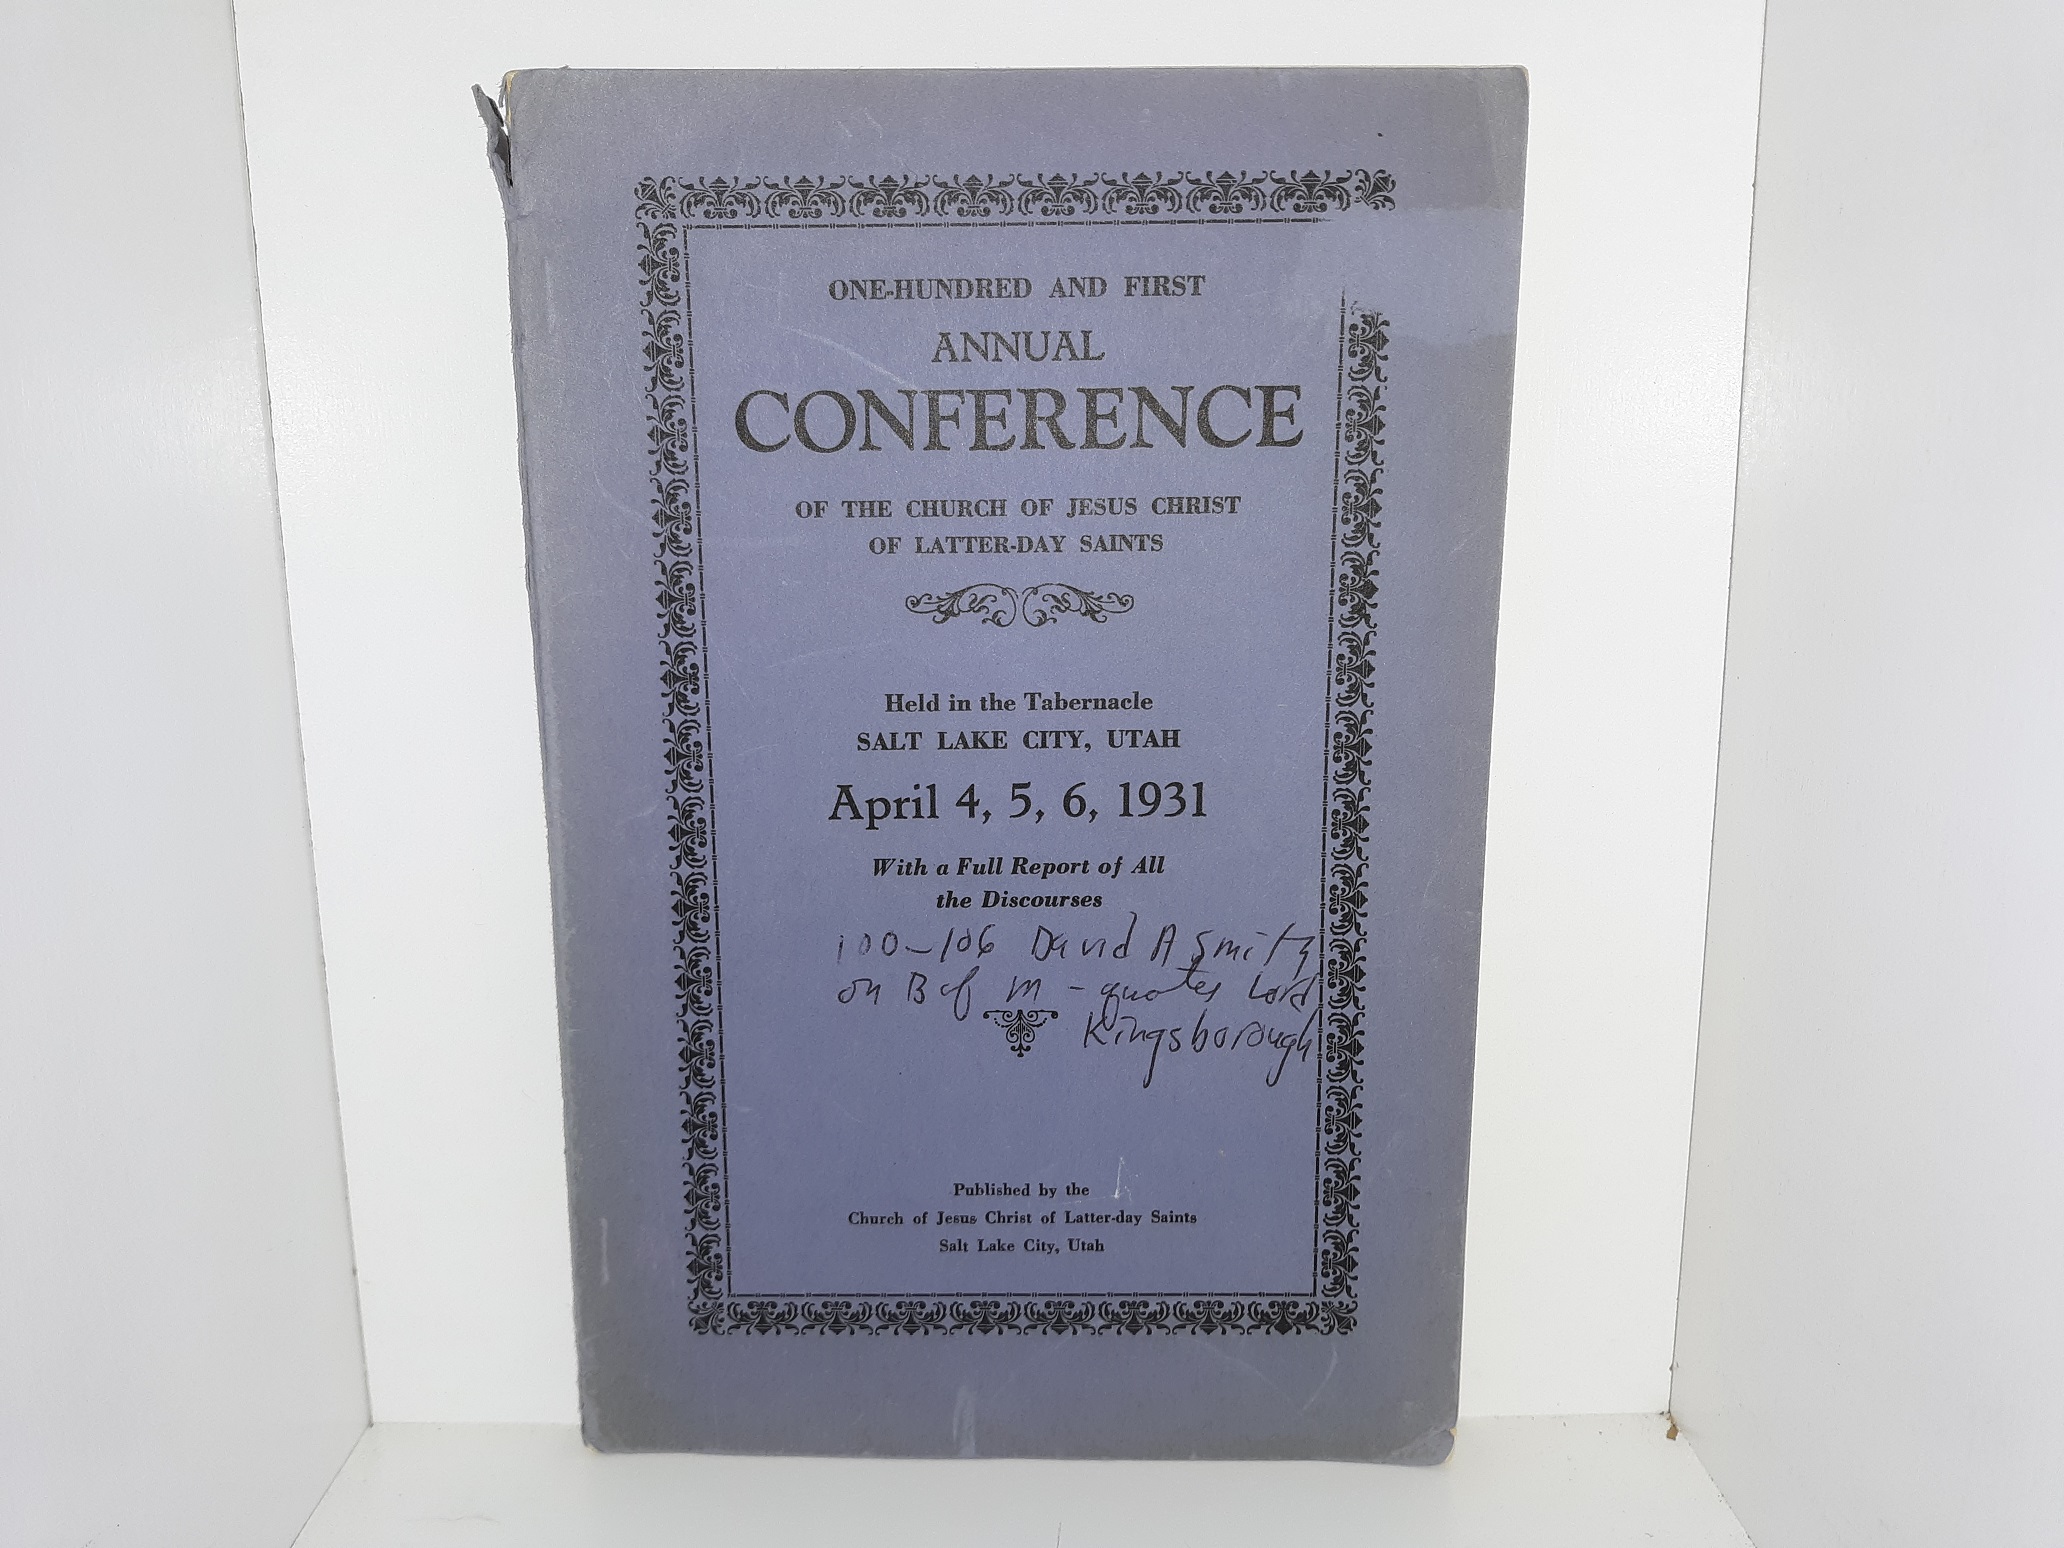 ONE-HUNDRED AND FIRST
ANNUAL
CONFERENCE
OF THE CHURCH OF JESUS CHRIST
OF LATTER-DAY SAINTS
Held in the Tabernacle
SALT LAKE CITY, UTAH
April 4, 5, 6, 1931
With a Full Report of All
the Discourses
100-106 David A Smith
on B of M - quotes Lord
Kingsborough
Published by the
Church of Jesus Christ of Latter-day Saints
Salt Lake City, Utah